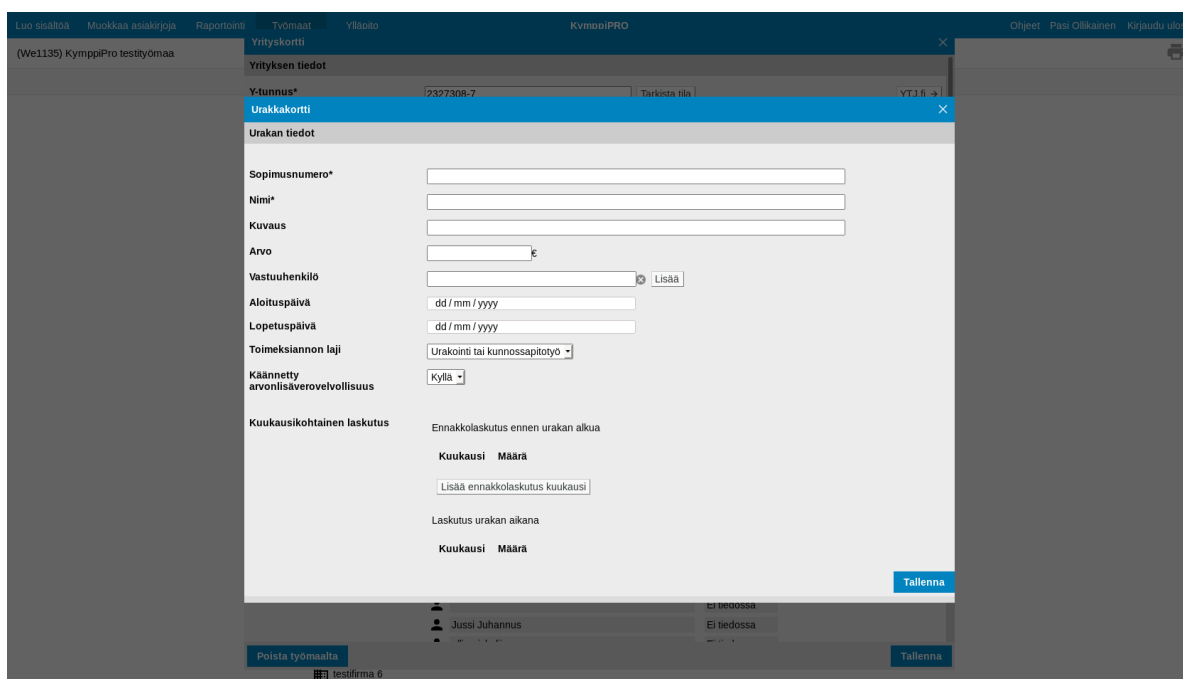 Luo sisältöä Muokkaa asiakirjoja Raportointi Työmaat Ylläpito KymppiPRO Ohjeet Pasi Ollikainen Kirjaudu ulos
Yrityskortti
(We1135) KymppiPro testityömaa
Yrityksen tiedot
Y-tunnus* 2327308-7 Tarkista tila YTJ.fi →
Urakkakortti
Urakan tiedot
Sopimusnumero*
Nimi*
Kuvaus
Arvo €
Vastuuhenkilö Lisää
Aloituspäivä dd / mm / yyyy
Lopetuspäivä dd / mm / yyyy
Toimeksiannon laji Urakointi tai kunnossapitotyö
Käännetty
arvonlisäverovelvollisuus Kyllä
Kuukausikohtainen laskutus Ennakkolaskutus ennen urakan alkua
Kuukausi Määrä
Lisää ennakkolaskutus kuukausi
Laskutus urakan aikana
Kuukausi Määrä
Tallenna
Ei tiedossa
Jussi Juhannus Ei tiedossa
Poista työmaalta Tallenna
testifirma 6